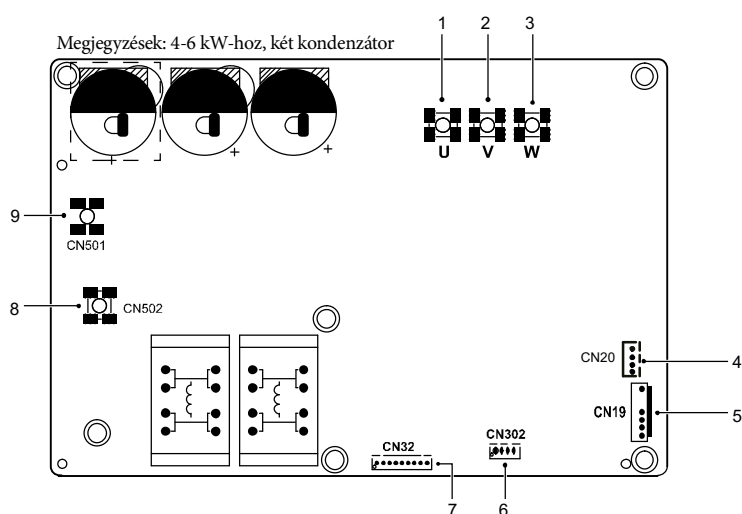 1 2 3
Megjegyzések: 4-6 kW-hoz, két kondenzátor
+ + +
U V W
9
CN501
8 CN502
CN20 4
CN19 5
CN302
CN32
7 6